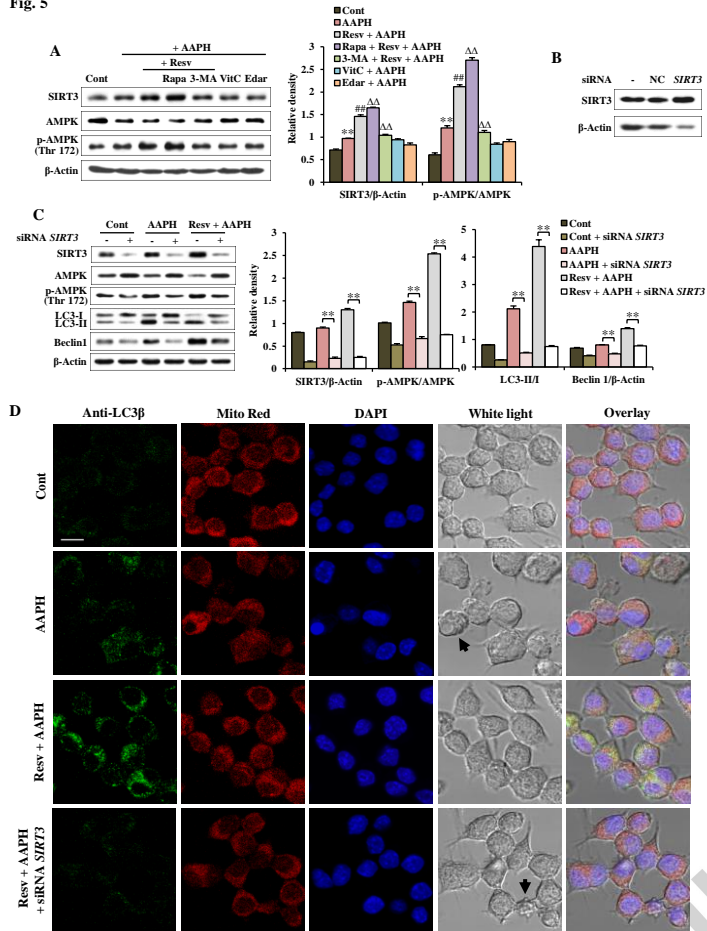 Fig. 5
A
+ AAPH
+ Resv
Cont Rapa 3-MA VitC Edar
SIRT3
AMPK
p-AMPK
(Thr 172)
β-Actin
Cont
AAPH
Resv + AAPH
Rapa + Resv + AAPH
3-MA + Resv + AAPH
VitC + AAPH
Edar + AAPH
Relative density
3
2.5
2
1.5
1
0.5
0
** ## ΔΔ ΔΔ
** ## ΔΔ ΔΔ
SIRT3/β-Actin p-AMPK/AMPK
B
siRNA - NC SIRT3
SIRT3
β-Actin
C
Cont AAPH Resv + AAPH
siRNA SIRT3 - + - + - +
SIRT3
AMPK
p-AMPK
(Thr 172)
LC3-I
LC3-II
Beclin1
β-Actin
Relative density
3
2.5
2
1.5
1
0.5
0
** ** ** **
SIRT3/β-Actin p-AMPK/AMPK
5
4
3
2
1
0
** ** ** **
LC3-II/I Beclin 1/β-Actin
Cont
Cont + siRNA SIRT3
AAPH
AAPH + siRNA SIRT3
Resv + AAPH
Resv + AAPH + siRNA SIRT3
D
Anti-LC3β Mito Red DAPI White light Overlay
Cont
AAPH
Resv + AAPH
Resv + AAPH
+ siRNA SIRT3